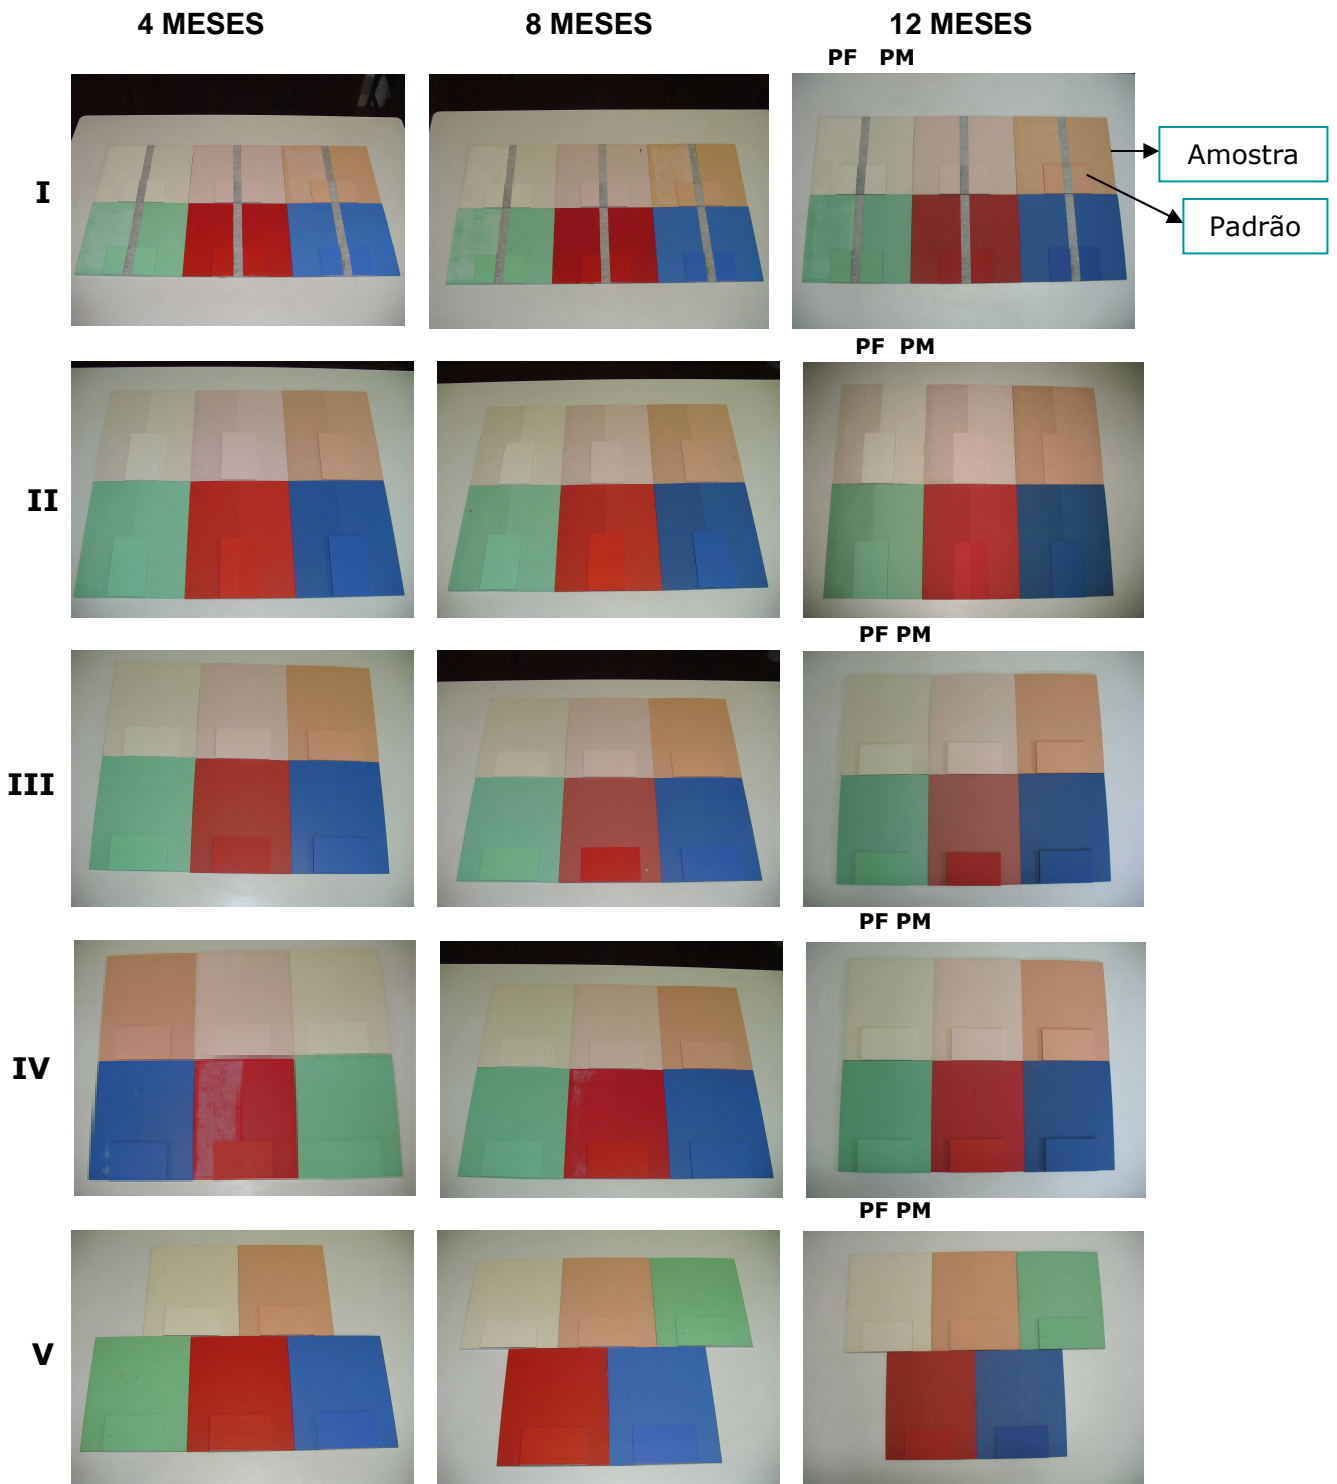 4 MESES 8 MESES 12 MESES
PF PM
I
Amostra
Padrão
PF PM
II
PF PM
III
PF PM
IV
PF PM
V